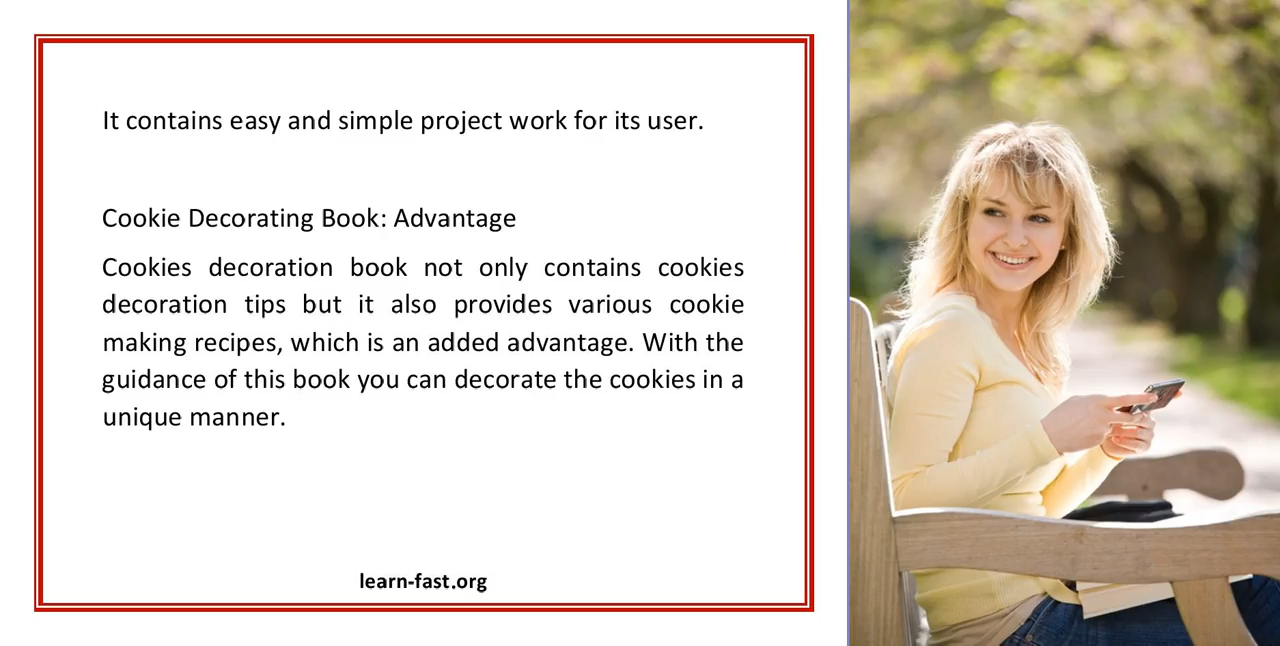 It contains easy and simple project work for its user.
Cookie Decorating Book: Advantage
Cookies decoration book not only contains cookies
decoration tips but it also provides various cookie
making recipes, which is an added advantage. With the
guidance of this book you can decorate the cookies in a
unique manner.
learn-fast.org